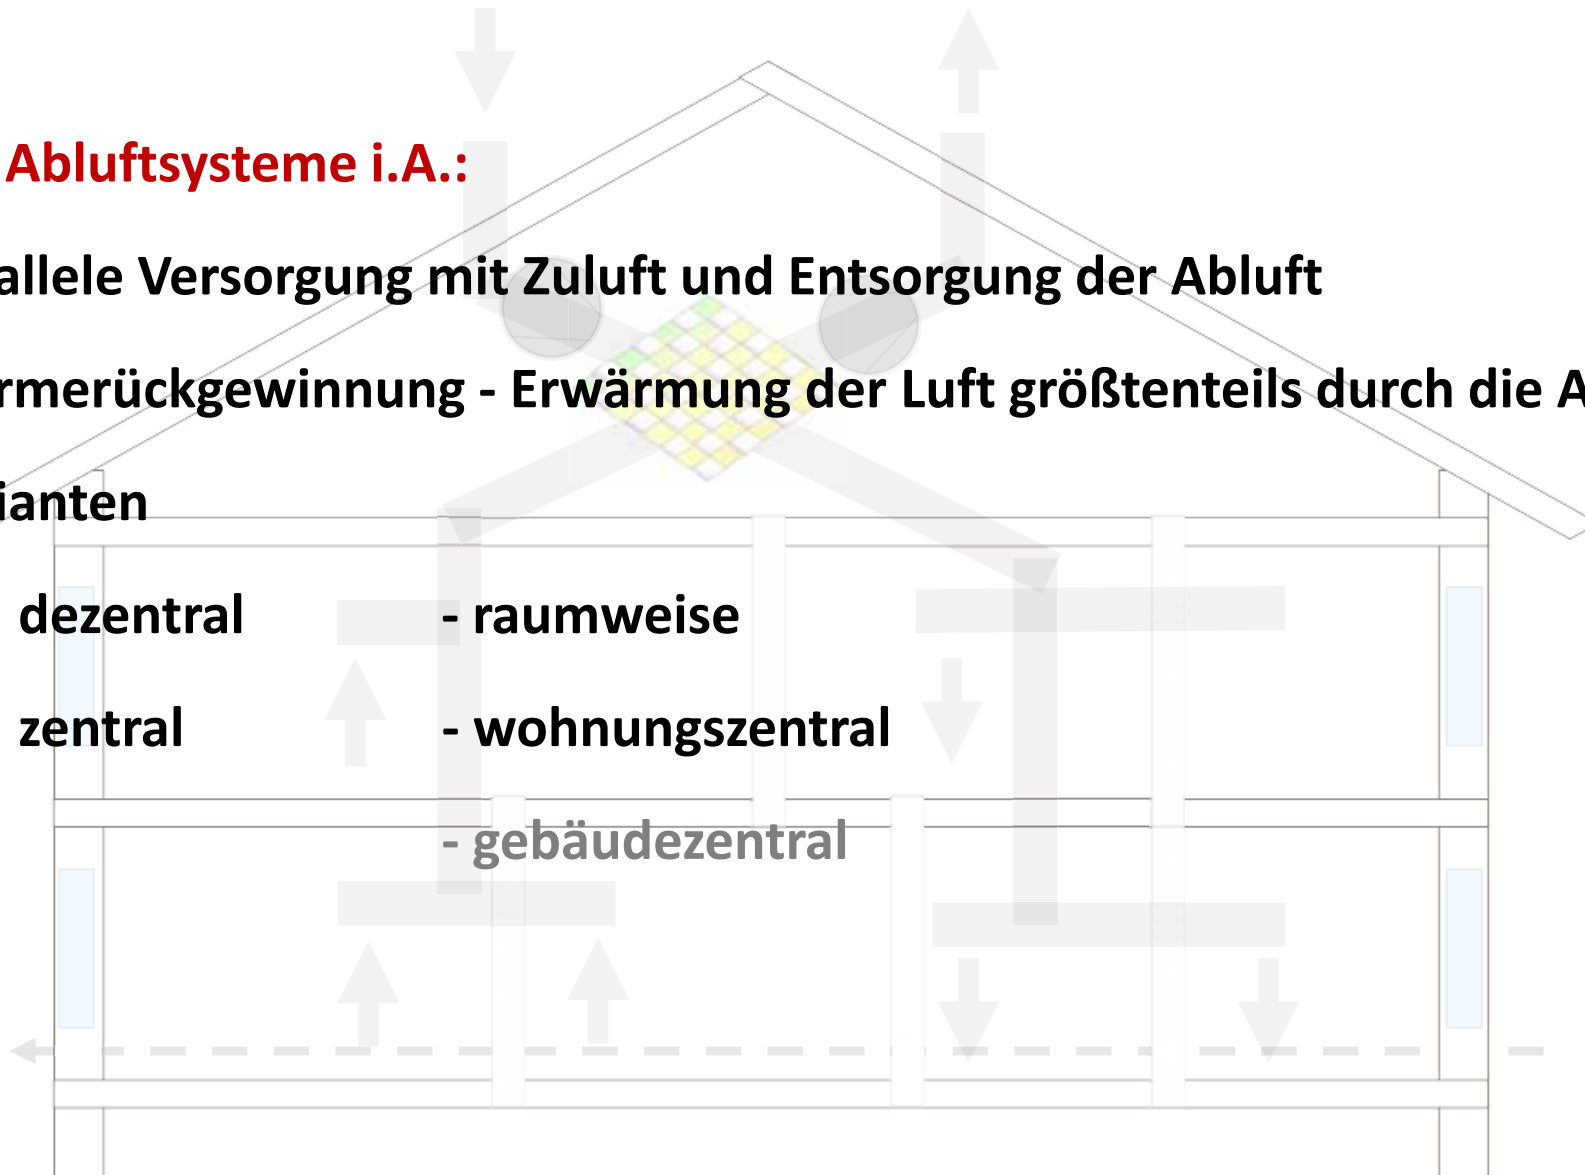 Abluftsysteme i.A.:
allele Versorgung mit Zuluft und Entsorgung der Abluft
rmerückgewinnung - Erwärmung der Luft größtenteils durch die A
ianten
dezentral - raumweise
zentral - wohnungszentral
- gebäudezentral